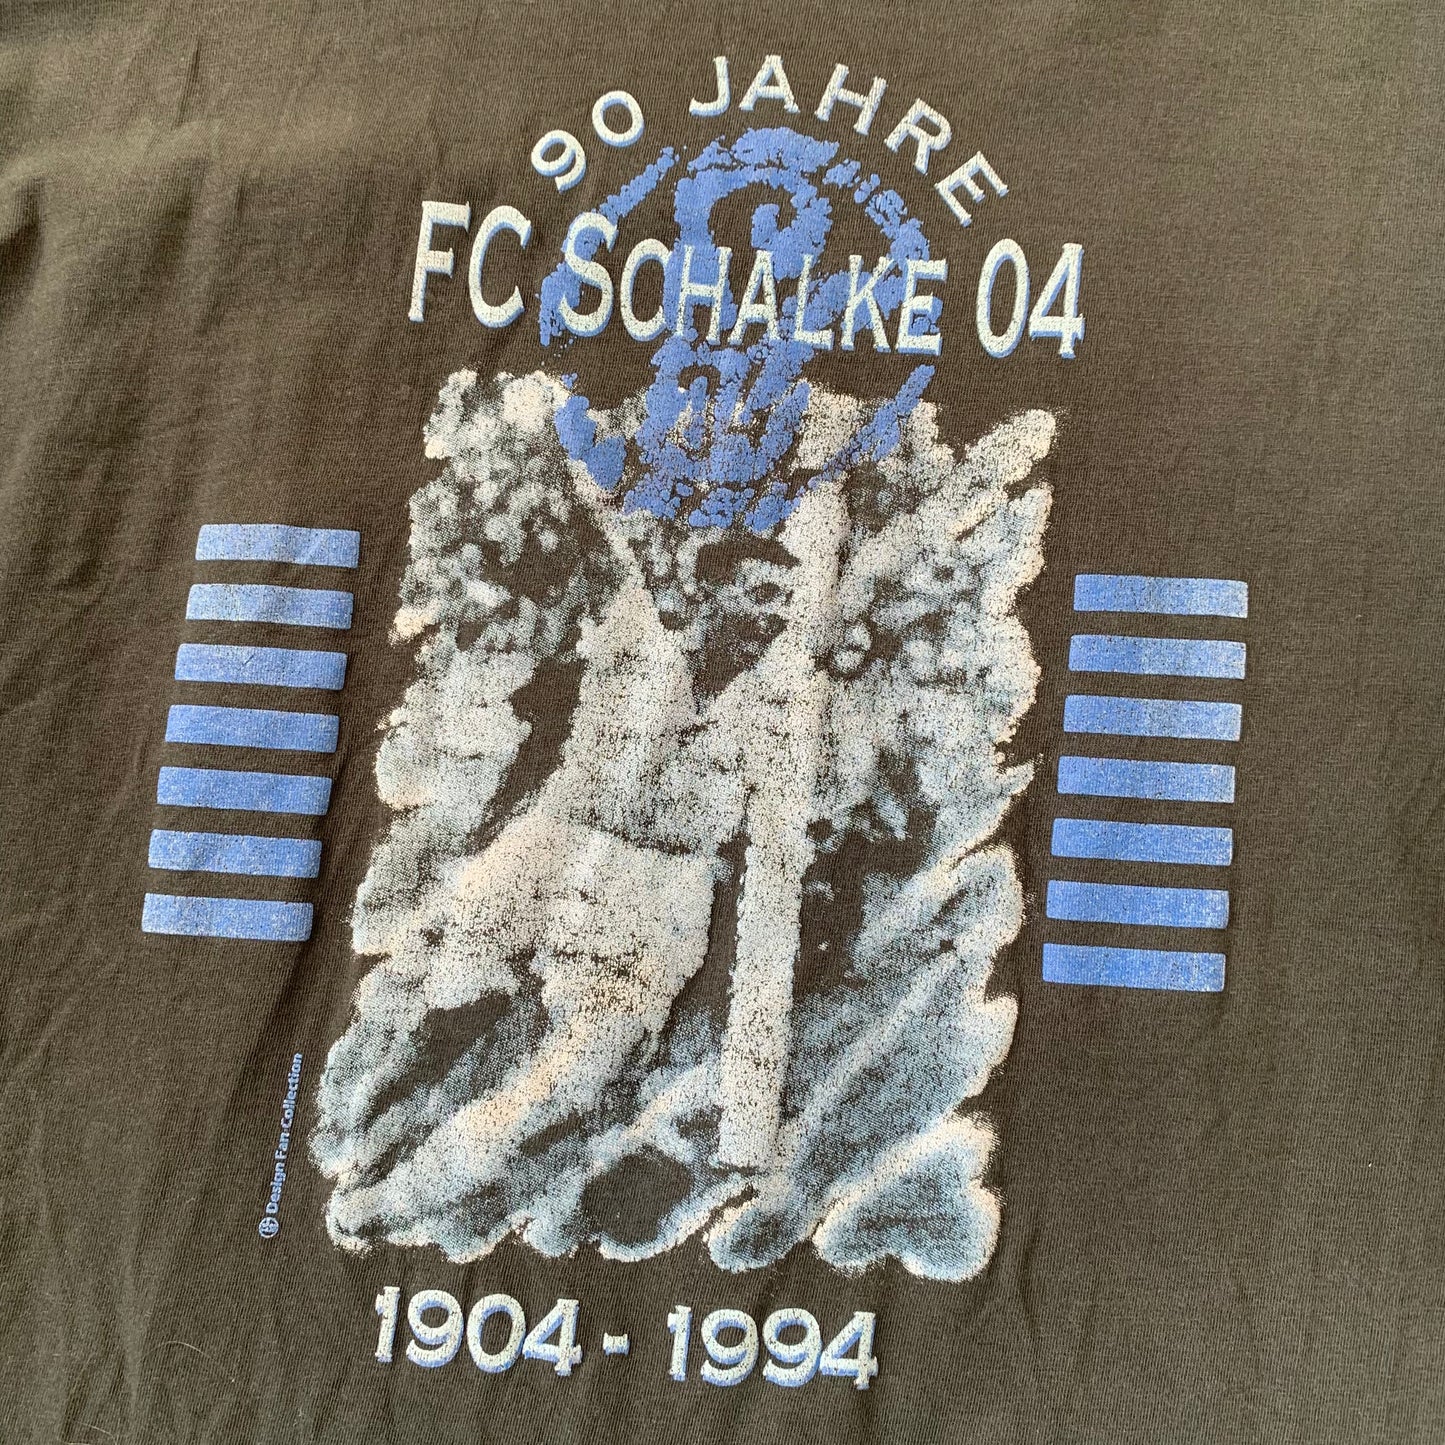 90 JAHRE
FC SCHALKE 04
Design Fan-Collection
1904 - 1994